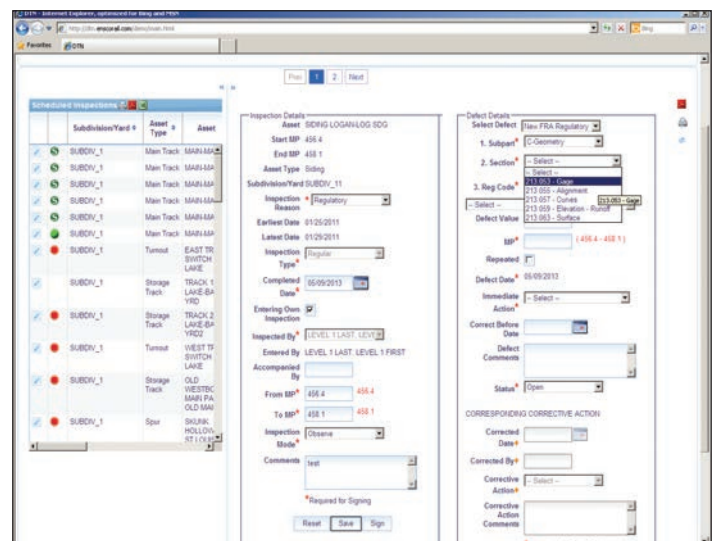 DTN - Internet Explorer, optimized for Bing and MSN
Bing
Favorites DTN
Prev 1 2 Next
Scheduled Inspections
Subdivision/Yard Asset Type Asset
SUBDIV_1 Main Track
SUBDIV_1 Main Track
SUBDIV_1 Main Track
SUBDIV_1 Main Track
SUBDIV_1 Main Track
SUBDIV_1 Turnout EAST TR
SWITCH
LAKE
SUBDIV_1 Storage Track TRACK 1
LAKE-BA
YRD
SUBDIV_1 Storage Track TRACK 2
LAKE-BA
YRD2
SUBDIV_1 Turnout WEST TR
SWITCH
LAKE
SUBDIV_1 Storage Track OLD
WESTBO
MAIN PA
OLD MAI
SUBDIV_1 Spur SKUNK
HOLLOW
ST LOUIS
Inspection Details
Asset SIDING LOGAN-LOG SDG
Start MP 456.4
End MP 458.1
Asset Type Siding
Subdivision/Yard SUBDIV_11
Inspection Reason * Regulatory
Earliest Date 01/25/2011
Latest Date 01/29/2011
Inspection Type* Regular
Completed Date* 05/09/2013
Entering Own Inspection
Inspected By* LEVEL 1 LAST, LEVE
Entered By LEVEL 1 LAST, LEVEL 1 FIRST
Accompanied By
From MP* 456.4 456.4
To MP* 458.1 458.1
Inspection Mode* Observe
Comments test
*Required for Signing
Reset Save Sign
Defect Details
Select Defect New FRA Regulatory
1. Subpart* C-Geometry
2. Section* -- Select --
-- Select --
213.053 - Gage
213.055 - Alignment
213.057 - Curves
213.059 - Elevation - Runoff
213.063 - Surface
213.053 - Gage
3. Reg Code*
-- Select --
Defect Value
MP* ( 456.4 - 458.1 )
Repeated
Defect Date* 05/09/2013
Immediate Action* -- Select --
Correct Before Date
Defect Comments
Status* Open
CORRESPONDING CORRECTIVE ACTION
Corrected Date+
Corrected By+
Corrective Action+ -- Select --
Corrective Action Comments